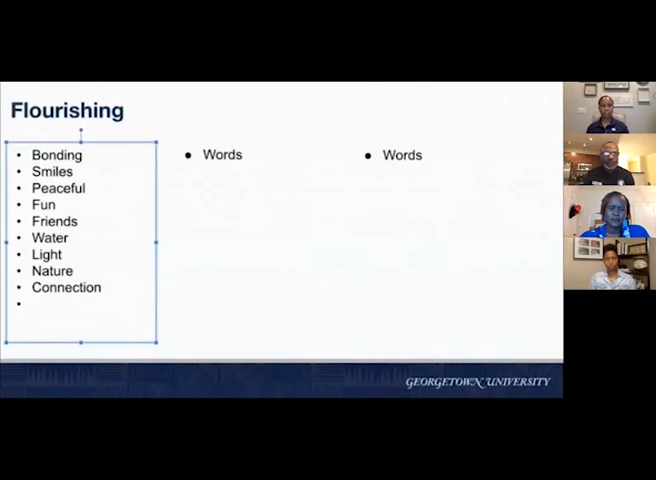 Flourishing
• Bonding
• Smiles
• Peaceful
• Fun
• Friends
• Water
• Light
• Nature
• Connection
•
• Words
• Words
GEORGETOWN UNIVERSITY